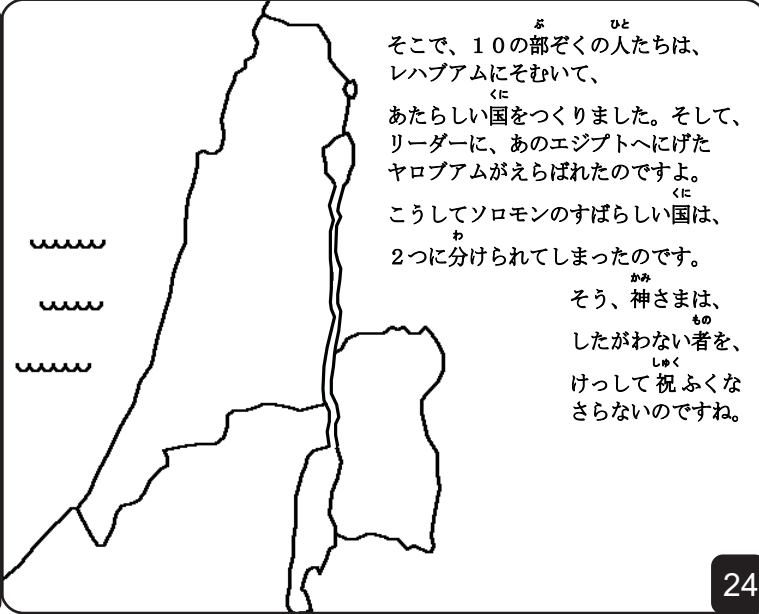 そこで、１０の部ぞくの人たちは、
レハブアムにそむいて、
あたらしい国をつくりました。そして、
リーダーに、あのエジプトへにげた
ヤロブアムがえらばれたのですよ。
こうしてソロモンのすばらしい国は、
２つに分けられてしまったのです。
そう、神さまは、
したがわない者を、
けっして祝ふくな
さらないのですね。
24